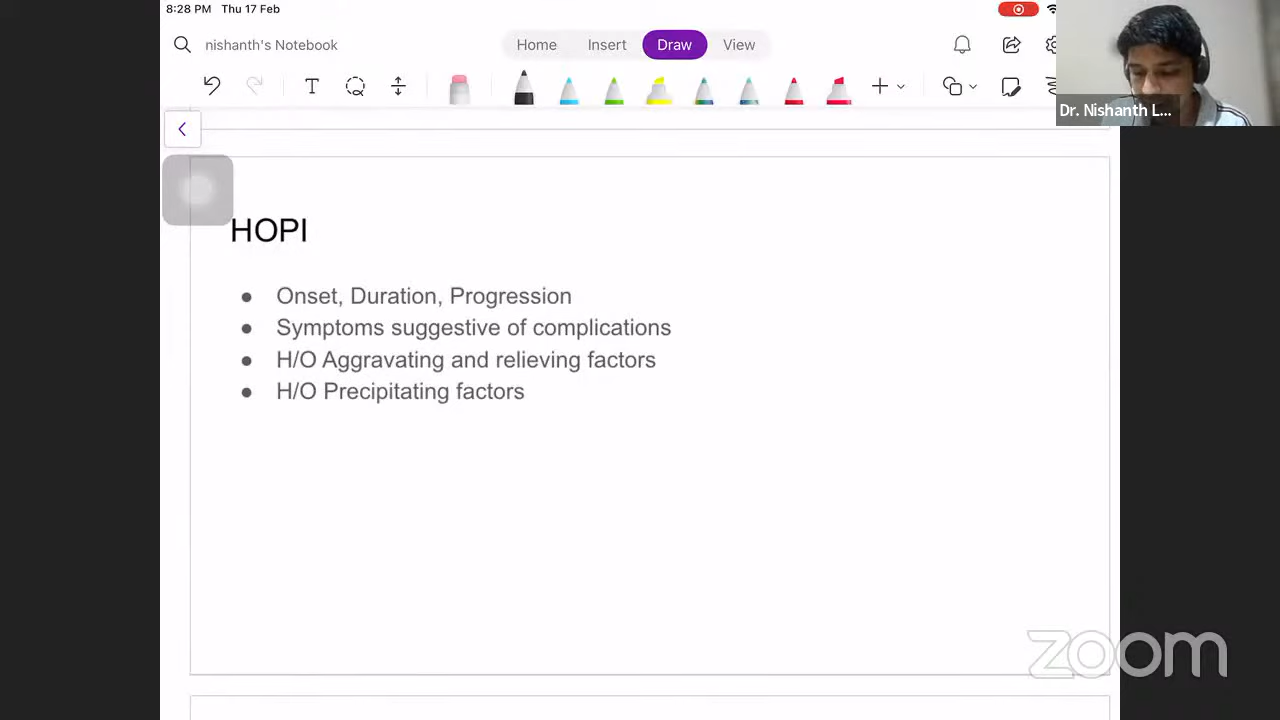 8:28 PM Thu 17 Feb
nishanth's Notebook
Home Insert Draw View
T
Dr. Nishanth L...
HOPI
● Onset, Duration, Progression
● Symptoms suggestive of complications
● H/O Aggravating and relieving factors
● H/O Precipitating factors
zoom